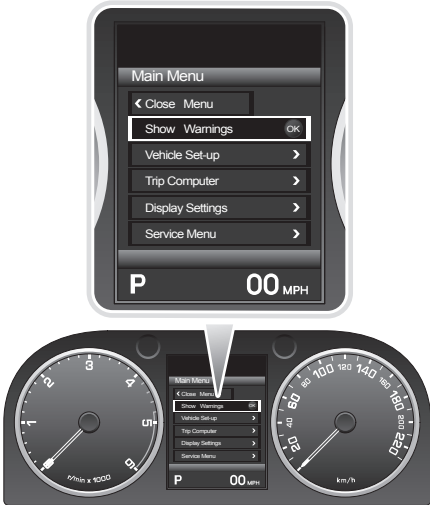 Main Menu
Close Menu
Show Warnings OK
Vehicle Set-up
Trip Computer
Display Settings
Service Menu
P 00 MPH
1
2
3
4
5
6
r/min x 1000
Main Menu
Close Menu
Show Warnings OK
Vehicle Set-up
Trip Computer
Display Settings
Service Menu
P 00 MPH
20
40
60
80
100
120
140
160
180
200
220
km/h